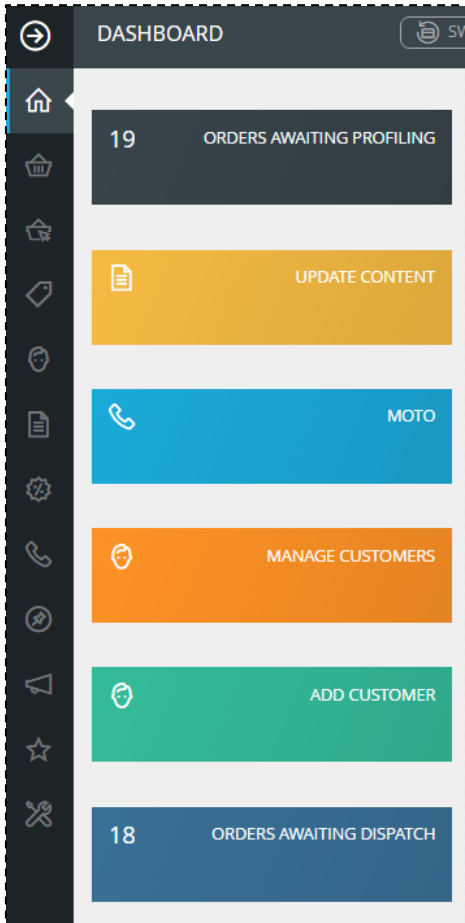 DASHBOARD
19 ORDERS AWAITING PROFILING
UPDATE CONTENT
MOTO
MANAGE CUSTOMERS
ADD CUSTOMER
18 ORDERS AWAITING DISPATCH